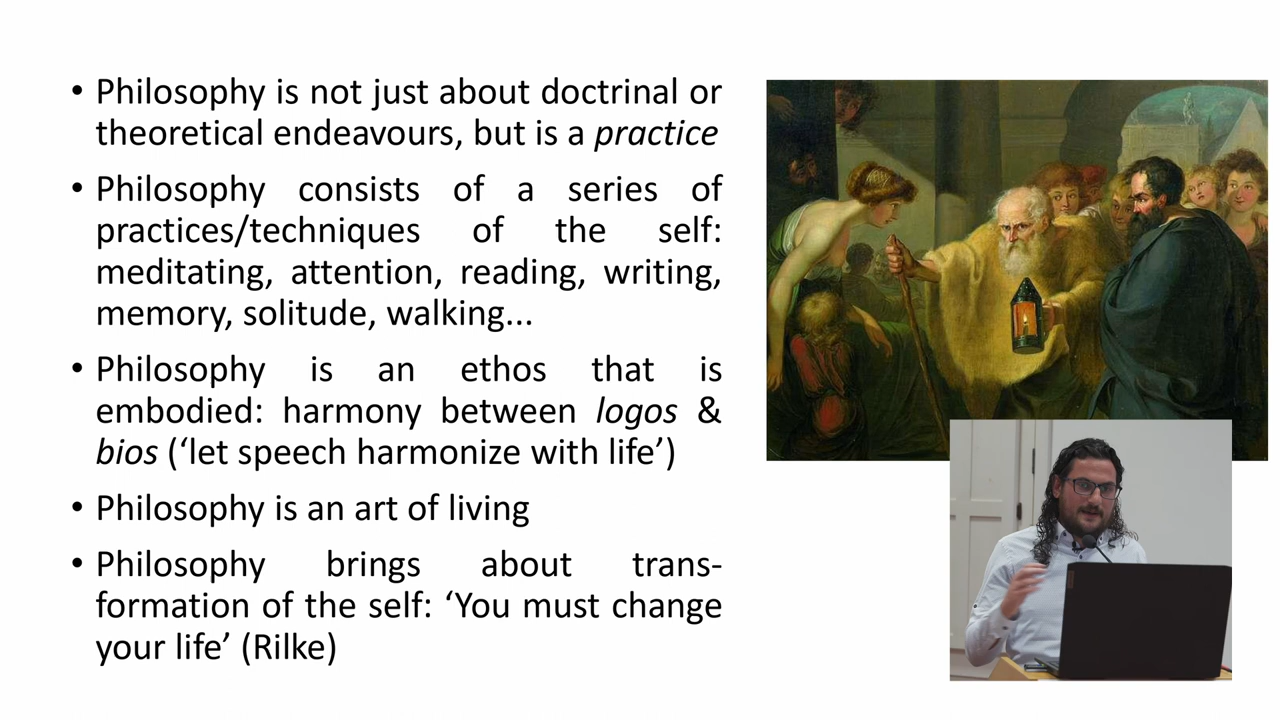 • Philosophy is not just about doctrinal or
theoretical endeavours, but is a practice
• Philosophy consists of a series of
practices/techniques of the self:
meditating, attention, reading, writing,
memory, solitude, walking...
• Philosophy is an ethos that is
embodied: harmony between logos &
bios (‘let speech harmonize with life’)
• Philosophy is an art of living
• Philosophy brings about trans-
formation of the self: ‘You must change
your life’ (Rilke)